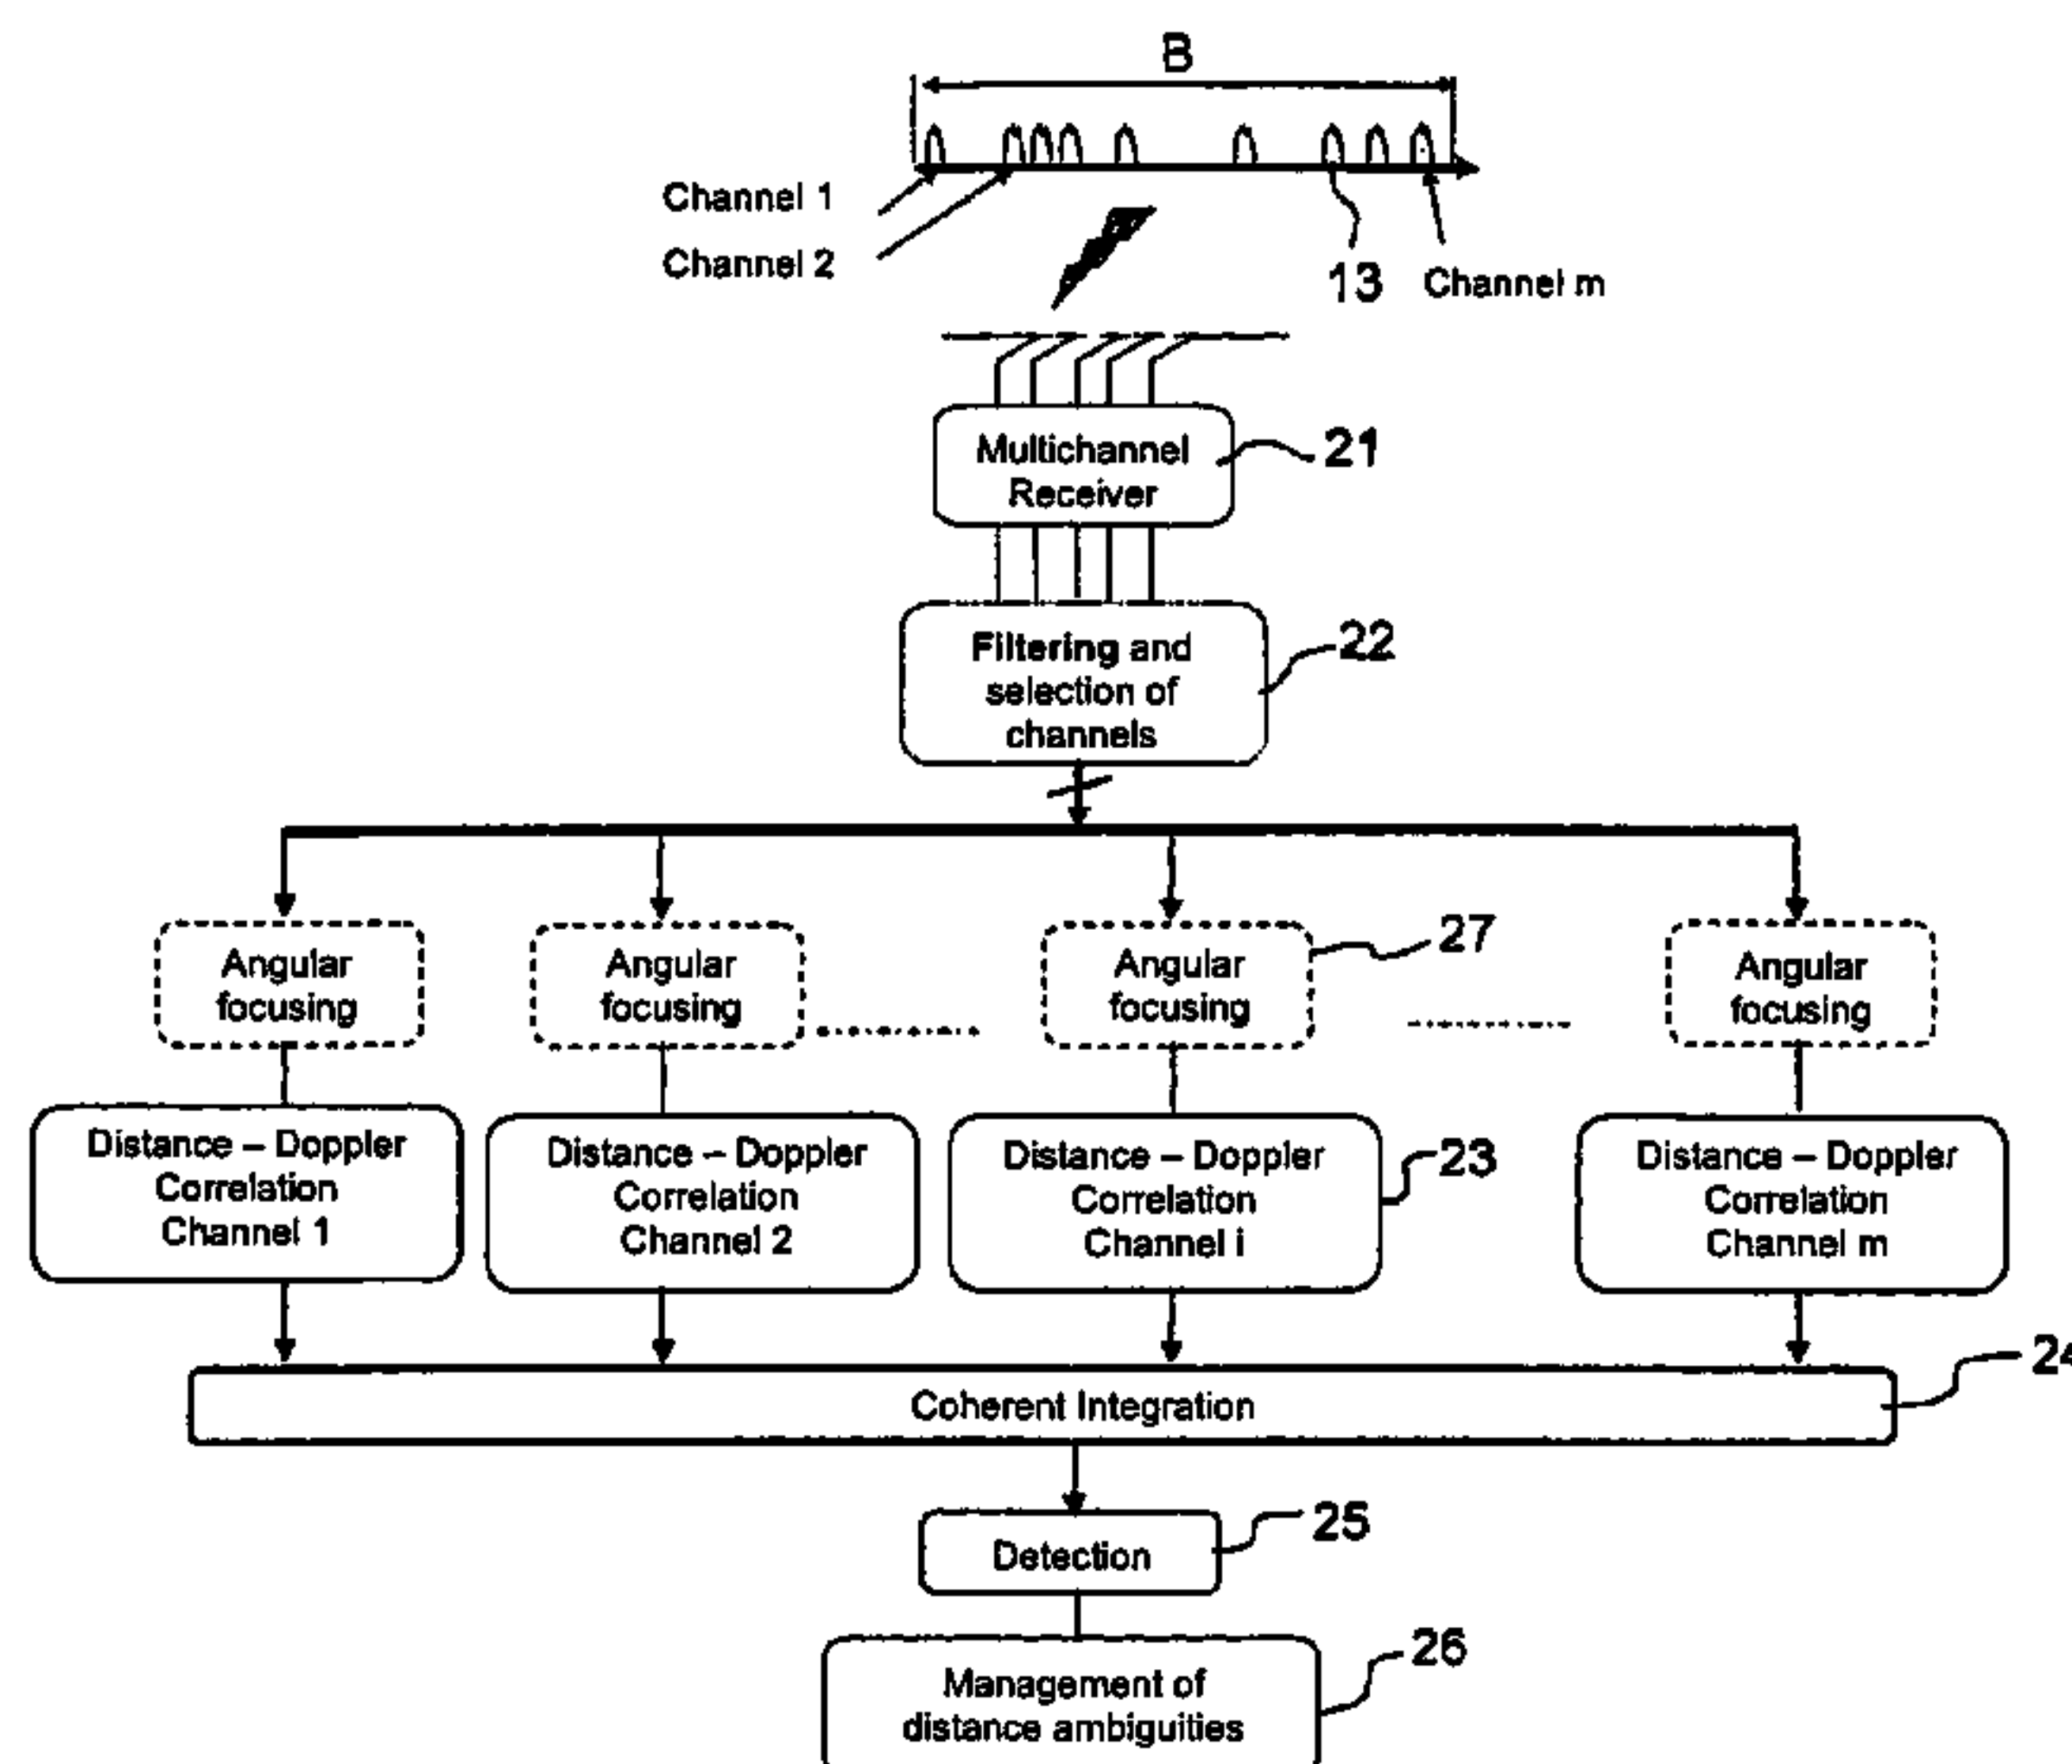 B
Channel 1
Channel 2
13
Channel m
Multichannel
Receiver
21
Filtering and
selection of
channels
22
Angular
focusing
Angular
focusing
Angular
focusing
27
Angular
focusing
Distance – Doppler
Correlation
Channel 1
Distance – Doppler
Correlation
Channel 2
Distance – Doppler
Correlation
Channel i
23
Distance – Doppler
Correlation
Channel m
Coherent Integration
24
Detection
25
Management of
distance ambiguities
26